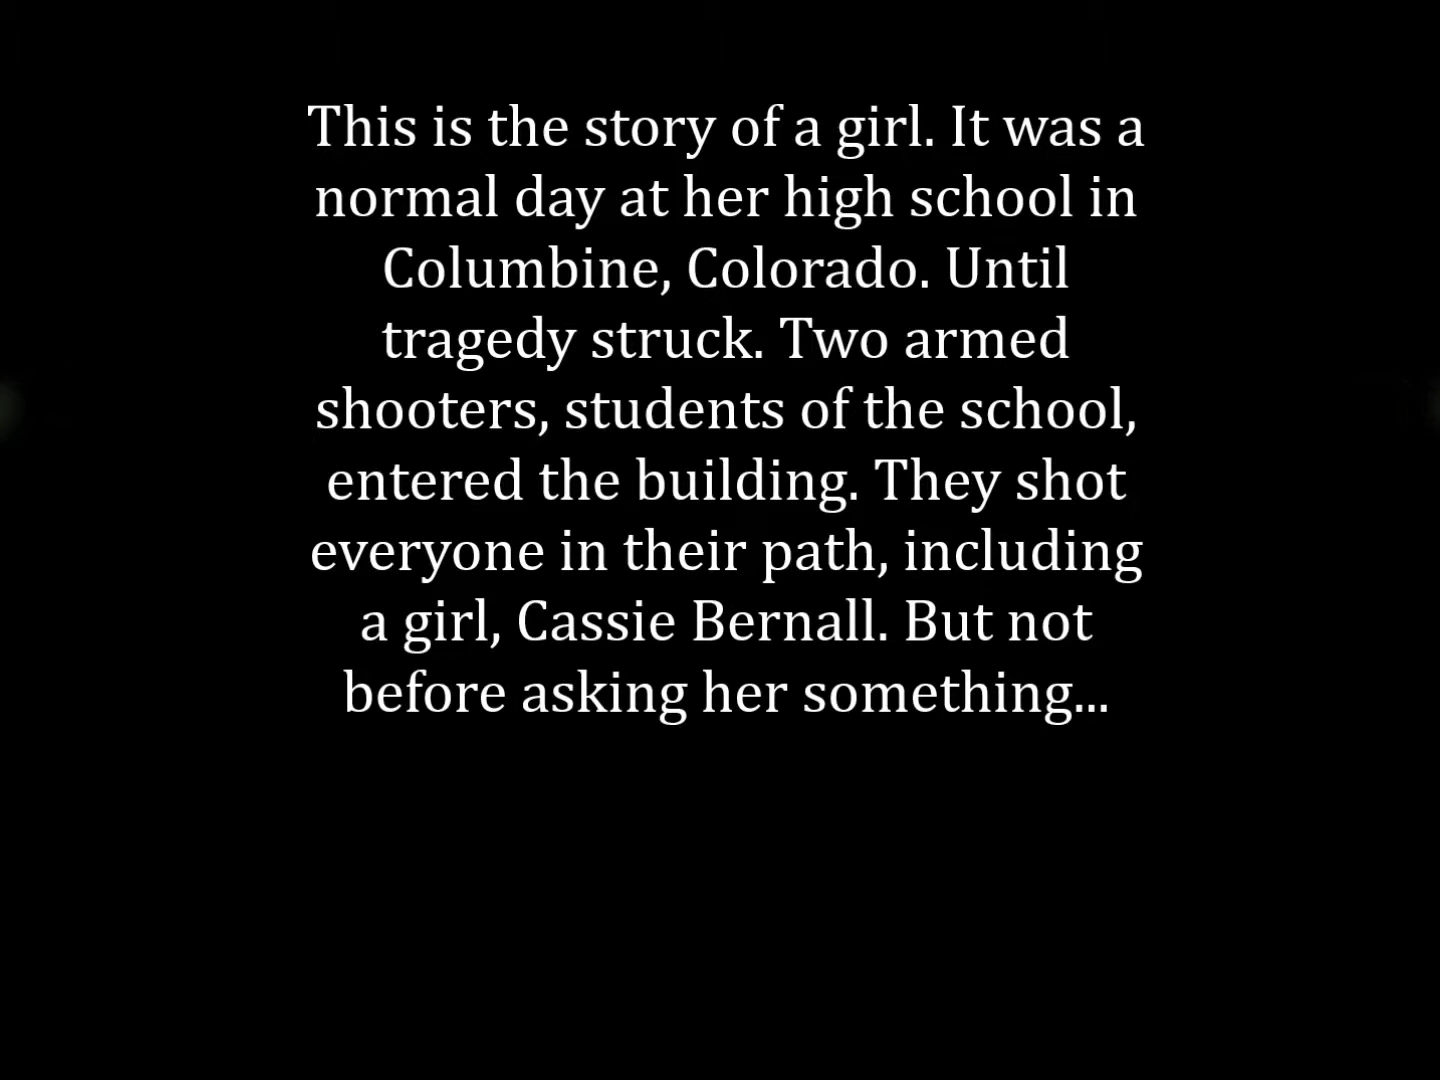 This is the story of a girl. It was a
normal day at her high school in
Columbine, Colorado. Until
tragedy struck. Two armed
shooters, students of the school,
entered the building. They shot
everyone in their path, including
a girl, Cassie Bernall. But not
before asking her something...